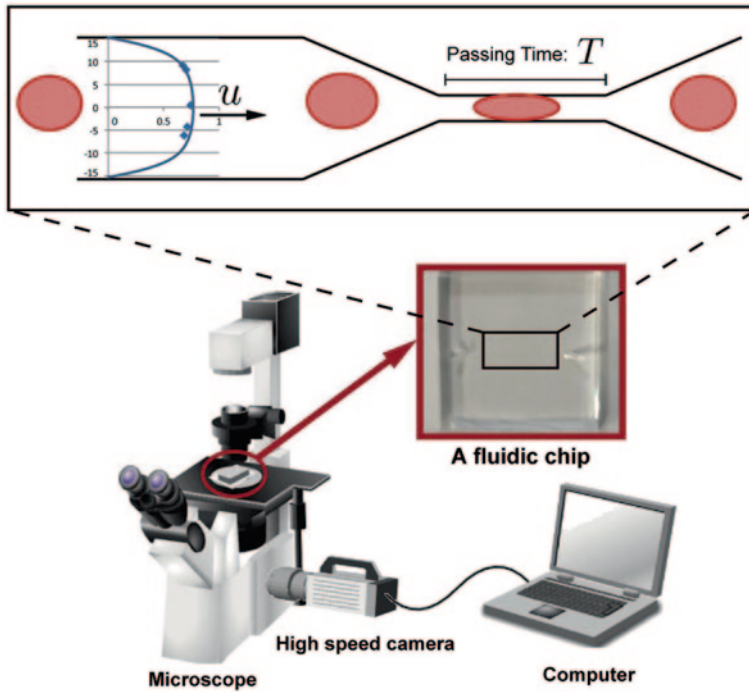 Passing Time: T
15
10
5
0
-5
-10
-15
0
0.5
1
u
A fluidic chip
High speed camera
Microscope
Computer